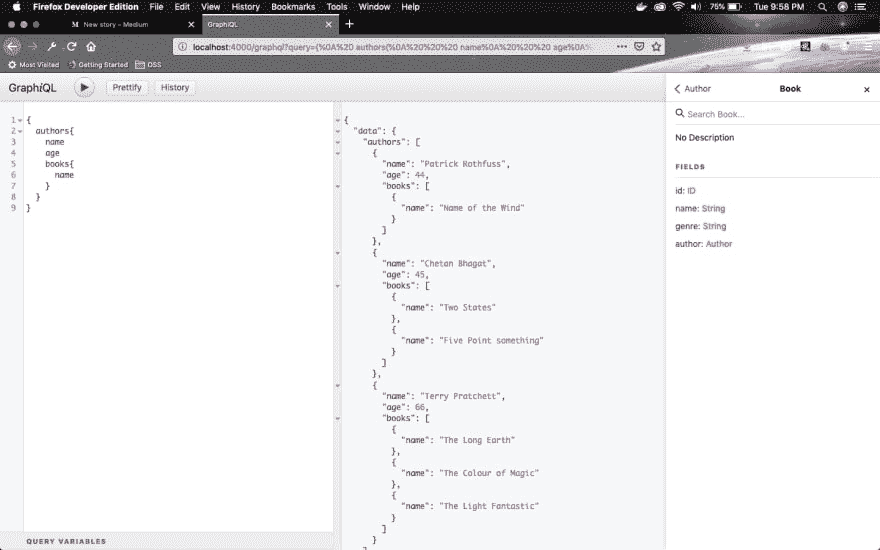 Firefox Developer Edition File Edit View History Bookmarks Tools Window Help 75% Tue 9:58 PM
New story – Medium GraphiQL
localhost:4000/graphql?query={%0A%20 authors{%0A%20%20%20 name%0A%20%20%20 age%0A%
Most Visited Getting Started OSS
GraphiQL Prettify History
1 {
2 authors{
3 name
4 age
5 books{
6 name
7 }
8 }
9 }
QUERY VARIABLES
{
"data": {
"authors": [
{
"name": "Patrick Rothfuss",
"age": 44,
"books": [
{
"name": "Name of the Wind"
}
]
},
{
"name": "Chetan Bhagat",
"age": 45,
"books": [
{
"name": "Two States"
},
{
"name": "Five Point something"
}
]
},
{
"name": "Terry Pratchett",
"age": 66,
"books": [
{
"name": "The Long Earth"
},
{
"name": "The Colour of Magic"
},
{
"name": "The Light Fantastic"
}
]
}
]
Author Book
Search Book...
No Description
FIELDS
id: ID
name: String
genre: String
author: Author